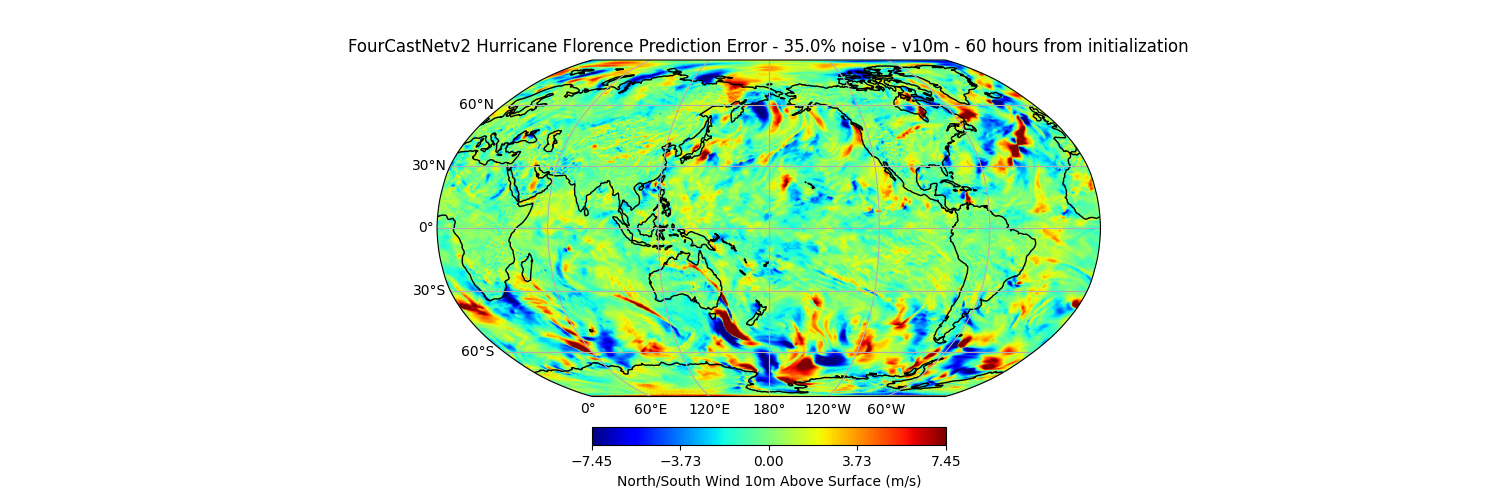 FourCastNetv2 Hurricane Florence Prediction Error - 35.0% noise - v10m - 60 hours from initialization
60°N
30°N
0°
30°S
60°S
0° 60°E 120°E 180° 120°W 60°W
−7.45 −3.73 0.00 3.73 7.45
North/South Wind 10m Above Surface (m/s)